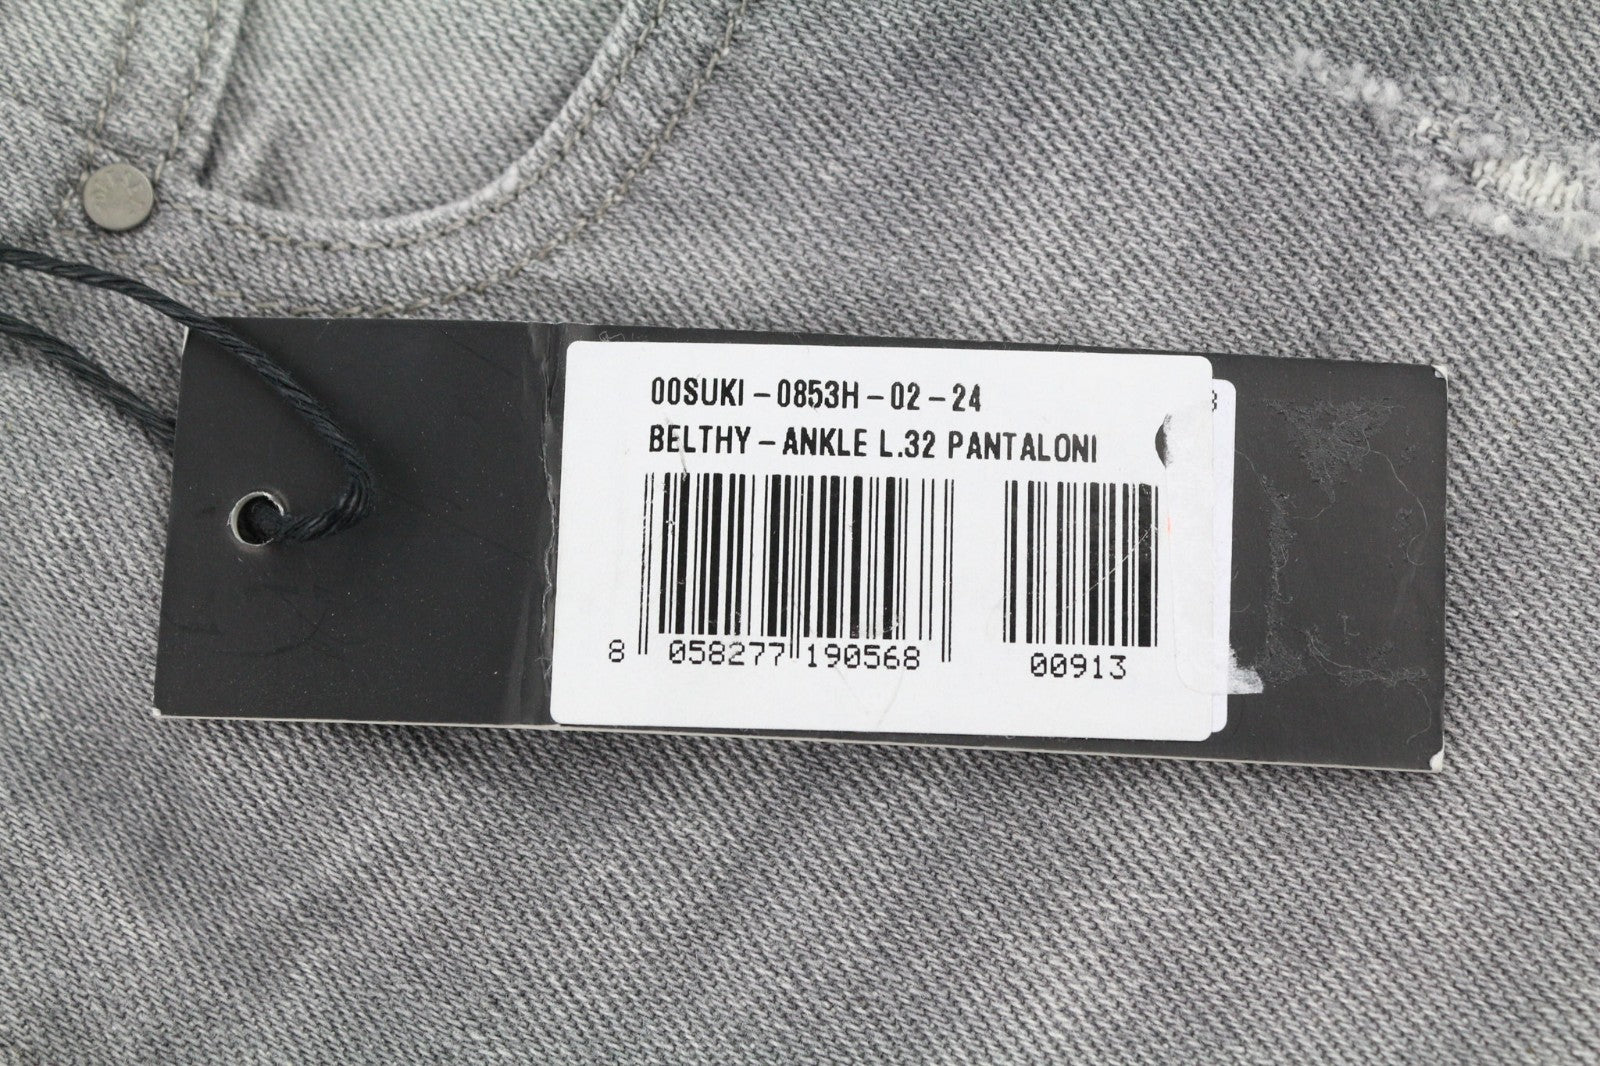 00SUKI-0853H-02-24
BELTHY-ANKLE L.32 PANTALONI
8 058277 190568
00913